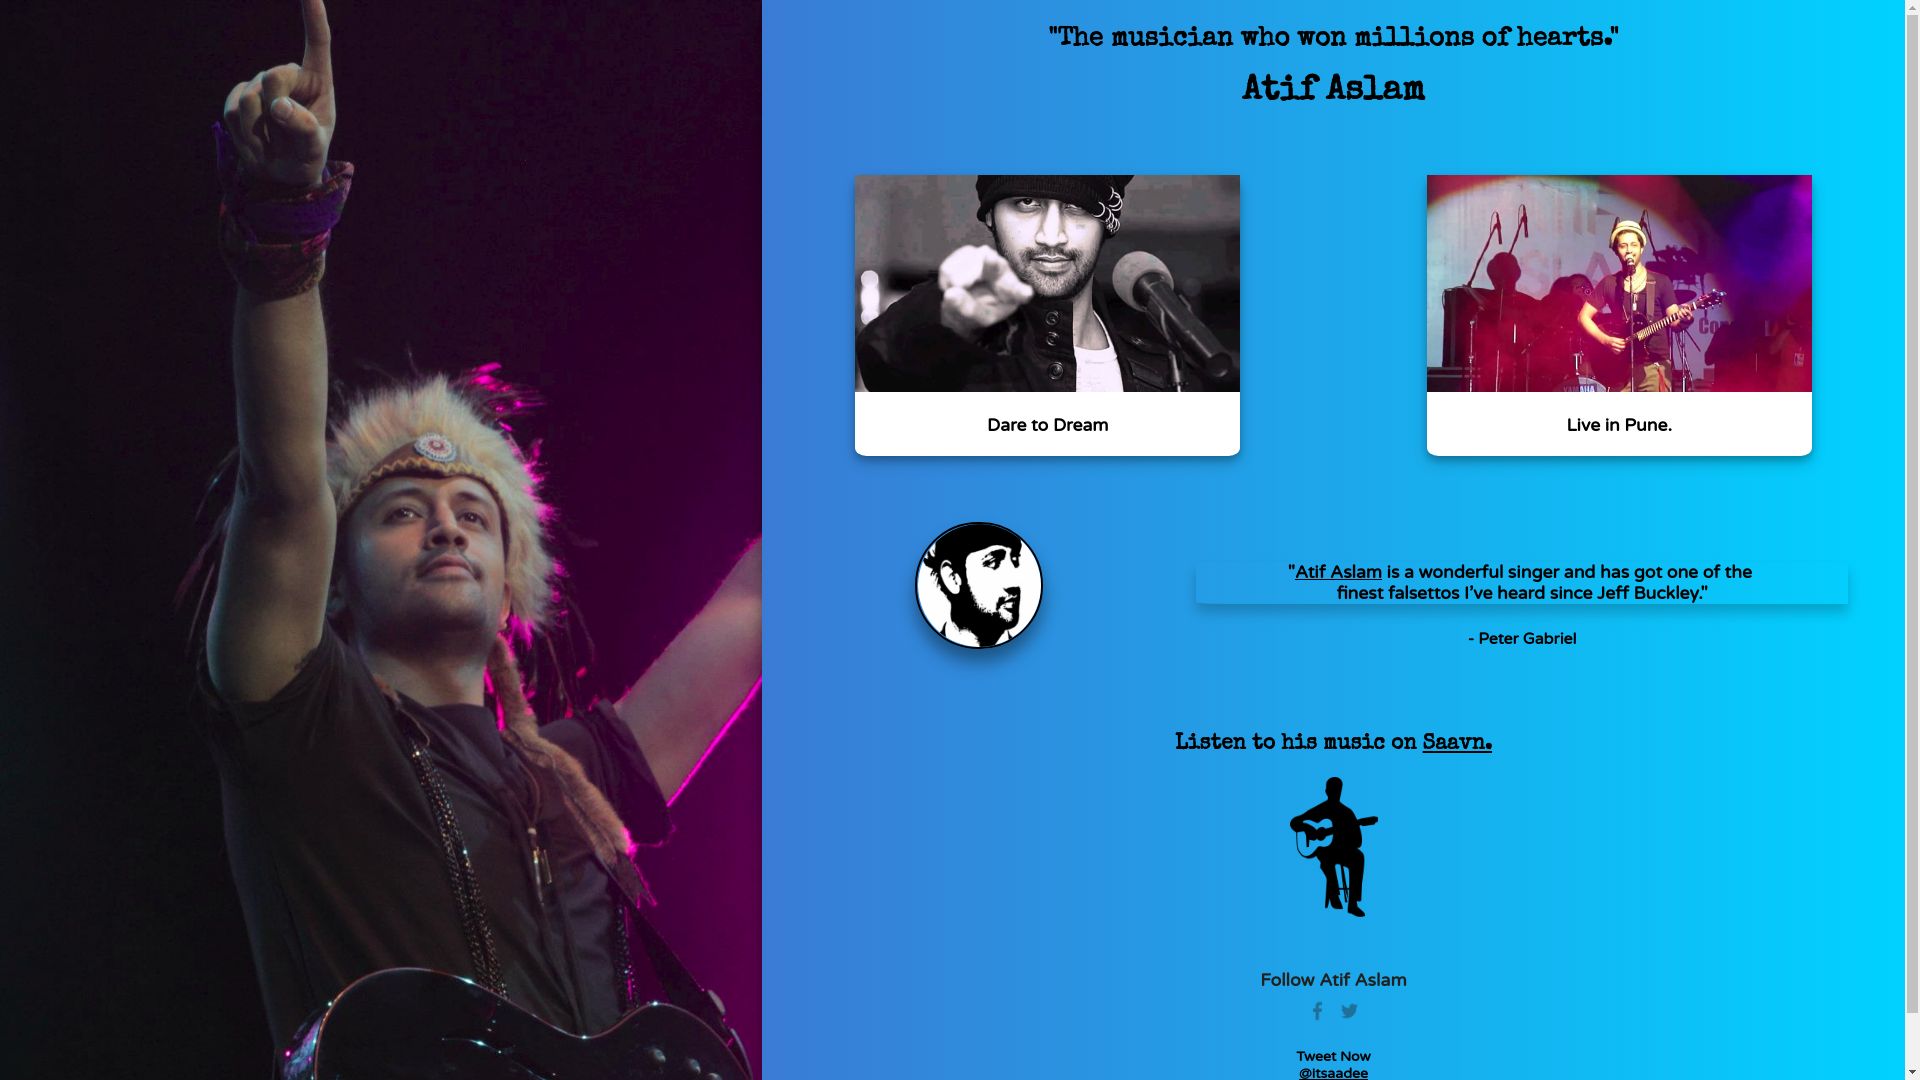 "The musician who won millions of hearts."
Atif Aslam
Dare to Dream
Live in Pune.
"Atif Aslam is a wonderful singer and has got one of the
finest falsettos I've heard since Jeff Buckley."
- Peter Gabriel
Listen to his music on Saavn.
Follow Atif Aslam
Tweet Now
@itsaadee